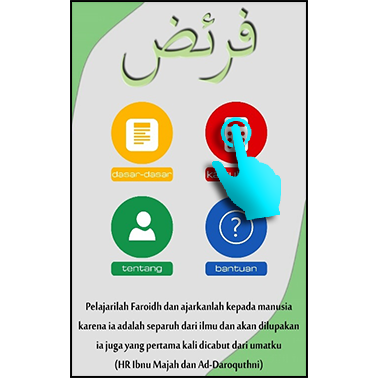 فرئض
dasar-dasar
tentang
bantuan
?
Pelajarilah Faroidh dan ajarkanlah kepada manusia
karena ia adalah separuh dari ilmu dan akan dilupakan
ia juga yang pertama kali dicabut dari umatku
(HR Ibnu Majah dan Ad-Daroquthni)